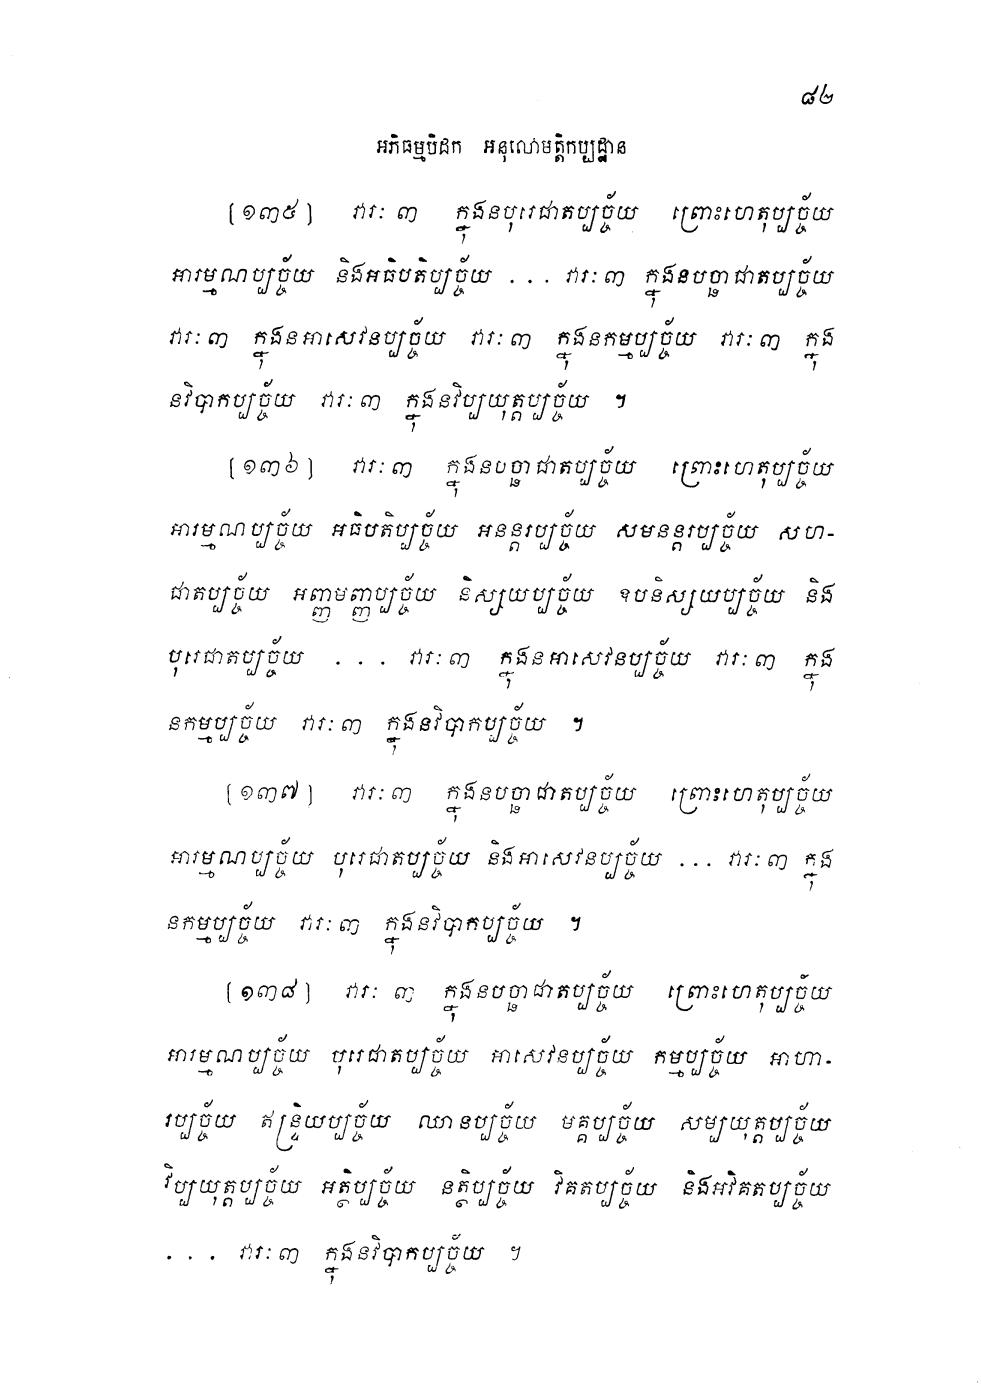 ៨២
អភិធម្មបិដក អនុលោមត្តិកប្បដ្ឋាន
[១៣៥] វារៈ ៣ ក្នុងនបុរេជាតប្បច្ច័យ ព្រោះហេតុប្បច្ច័យ
អារម្មណប្បច្ច័យ និងអធិបតិប្បច្ច័យ ... វារៈ ៣ ក្នុងនបច្ឆាជាតប្បច្ច័យ
វារៈ ៣ ក្នុងនអាសេវនប្បច្ច័យ វារៈ ៣ ក្នុងនកម្មប្បច្ច័យ វារៈ ៣ ក្នុង
នវិបាកប្បច្ច័យ វារៈ ៣ ក្នុងនវិប្បយុត្តប្បច្ច័យ ។
[១៣៦] វារៈ ៣ ក្នុងនបច្ឆាជាតប្បច្ច័យ ព្រោះហេតុប្បច្ច័យ
អារម្មណប្បច្ច័យ អធិបតិប្បច្ច័យ អនន្តរប្បច្ច័យ សមនន្តរប្បច្ច័យ សហ-
ជាតប្បច្ច័យ អញ្ញមញ្ញប្បច្ច័យ និស្សយប្បច្ច័យ ឧបនិស្សយប្បច្ច័យ និង
បុរេជាតប្បច្ច័យ ... វារៈ ៣ ក្នុងនអាសេវនប្បច្ច័យ វារៈ ៣ ក្នុង
នកម្មប្បច្ច័យ វារៈ ៣ ក្នុងនវិបាកប្បច្ច័យ ។
[១៣៧] វារៈ ៣ ក្នុងនបច្ឆាជាតប្បច្ច័យ ព្រោះហេតុប្បច្ច័យ
អារម្មណប្បច្ច័យ បុរេជាតប្បច្ច័យ និងអាសេវនប្បច្ច័យ ... វារៈ ៣ ក្នុង
នកម្មប្បច្ច័យ វារៈ ៣ ក្នុងនវិបាកប្បច្ច័យ ។
[១៣៨] វារៈ ៣ ក្នុងនបច្ឆាជាតប្បច្ច័យ ព្រោះហេតុប្បច្ច័យ
អារម្មណប្បច្ច័យ បុរេជាតប្បច្ច័យ អាសេវនប្បច្ច័យ កម្មប្បច្ច័យ អាហា-
រប្បច្ច័យ ឥន្ទ្រិយប្បច្ច័យ ឈានប្បច្ច័យ មគ្គប្បច្ច័យ សម្បយុត្តប្បច្ច័យ
វិប្បយុត្តប្បច្ច័យ អត្ថិប្បច្ច័យ នត្ថិប្បច្ច័យ វិគតប្បច្ច័យ និងអវិគតប្បច្ច័យ
... វារៈ ៣ ក្នុងនវិបាកប្បច្ច័យ ។